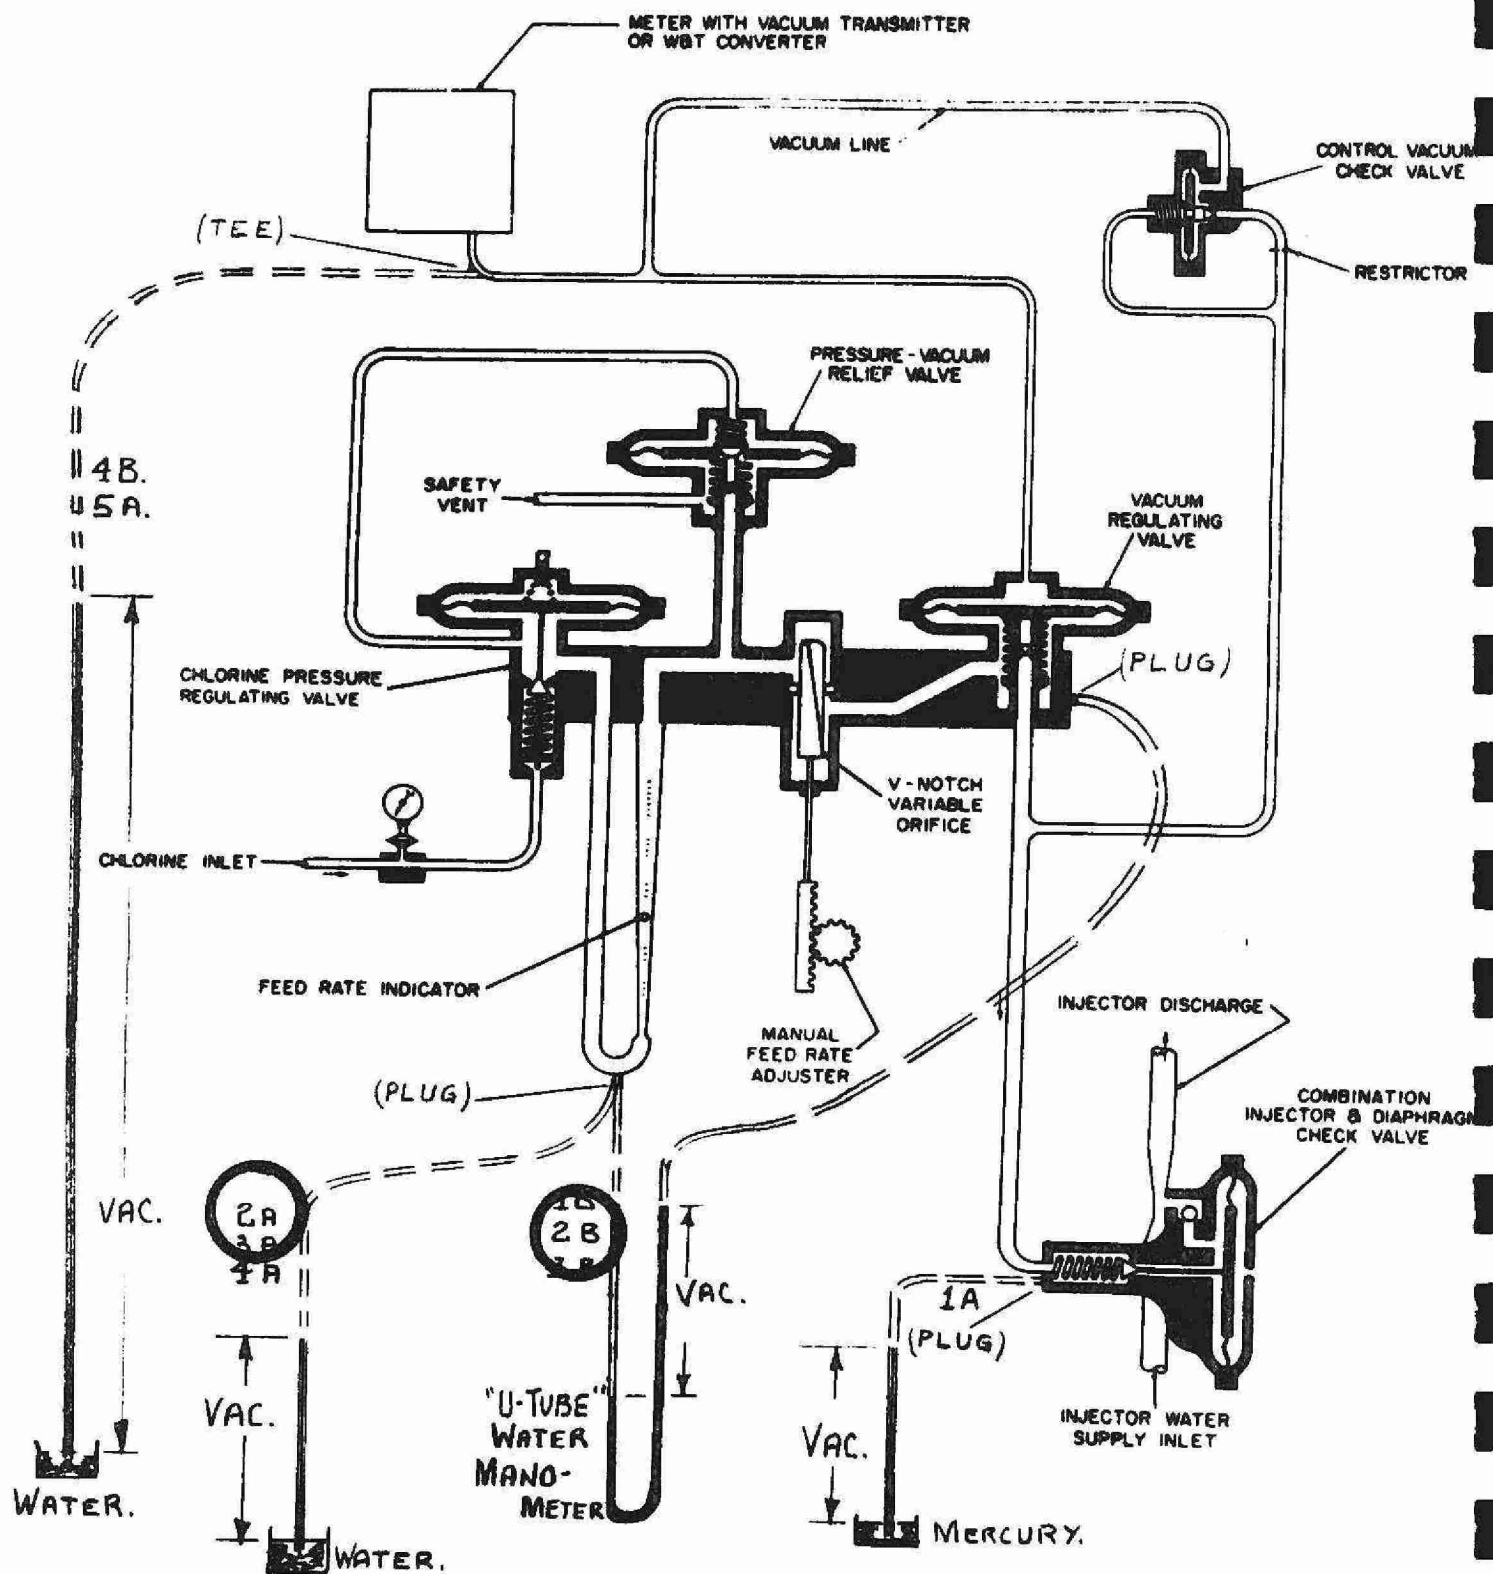 METER WITH VACUUM TRANSMITTER
OR W&T CONVERTER
VACUUM LINE
CONTROL VACUUM
CHECK VALVE
(TEE)
RESTRICTOR
PRESSURE-VACUUM
RELIEF VALVE
4B.
5A.
SAFETY
VENT
VACUUM
REGULATING
VALVE
(PLUG)
CHLORINE PRESSURE
REGULATING VALVE
V-NOTCH
VARIABLE
ORIFICE
CHLORINE INLET
FEED RATE INDICATOR
MANUAL
FEED RATE
ADJUSTER
INJECTOR DISCHARGE
(PLUG)
COMBINATION
INJECTOR & DIAPHRAGM
CHECK VALVE
VAC.
2A
3A
4A
2B
VAC.
1A
(PLUG)
VAC.
"U-TUBE"
WATER
MANO-
METER
VAC.
INJECTOR WATER
SUPPLY INLET
WATER.
WATER.
MERCURY.